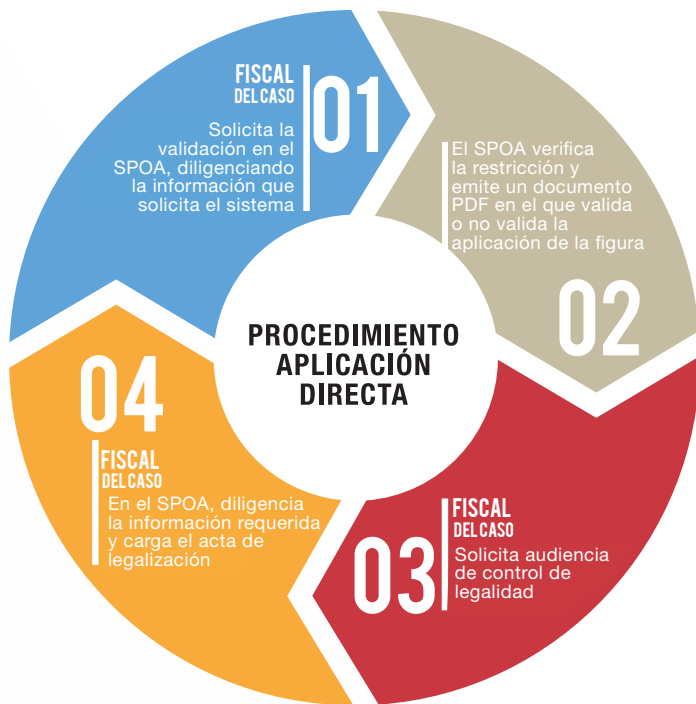 FISCAL
DEL CASO
01
Solicita la
validación en el
SPOA, diligenciando
la información que
solicita el sistema
El SPOA verifica
la restricción y
emite un documento
PDF en el que valida
o no valida la
aplicación de la figura
02
PROCEDIMIENTO
APLICACIÓN
DIRECTA
03
FISCAL
DEL CASO
Solicita audiencia
de control de
legalidad
04
FISCAL
DEL CASO
En el SPOA, diligencia
la información requerida
y carga el acta de
legalización